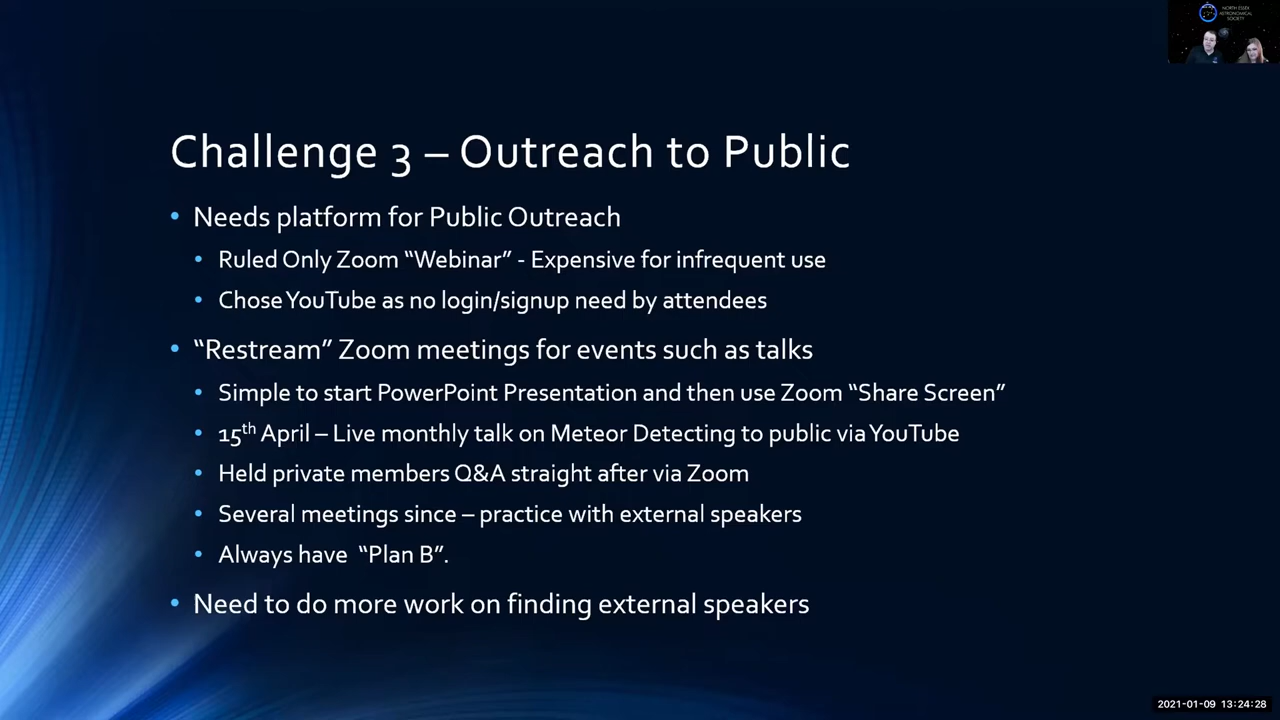 NORTH ESSEX
ASTRONOMICAL
SOCIETY
Challenge 3 – Outreach to Public
• Needs platform for Public Outreach
• Ruled Only Zoom “Webinar” - Expensive for infrequent use
• Chose YouTube as no login/signup need by attendees
• “Restream” Zoom meetings for events such as talks
• Simple to start PowerPoint Presentation and then use Zoom “Share Screen”
• 15th April – Live monthly talk on Meteor Detecting to public via YouTube
• Held private members Q&A straight after via Zoom
• Several meetings since – practice with external speakers
• Always have “Plan B”.
• Need to do more work on finding external speakers
2021-01-09 13:24:28